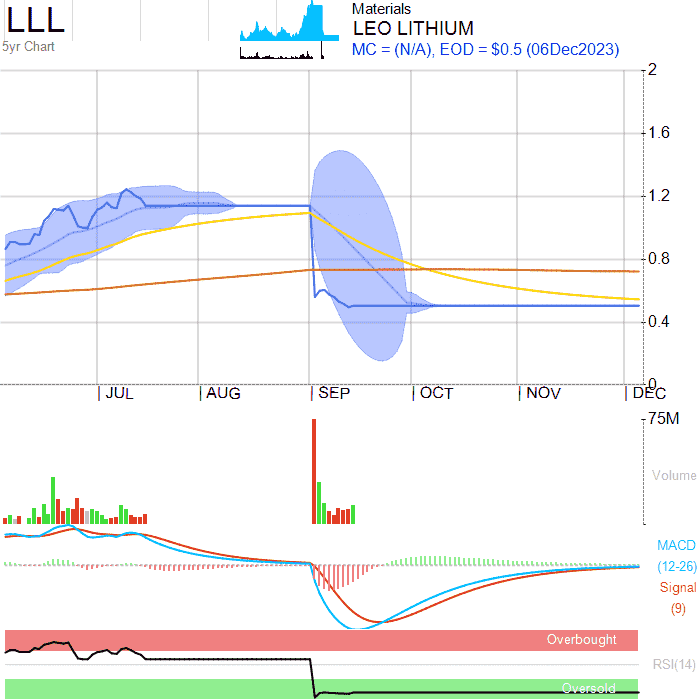 LLL
5yr Chart
Materials
LEO LITHIUM
MC = (N/A), EOD = $0.5 (06Dec2023)
2
1.6
1.2
0.8
0.4
0
JUL AUG SEP OCT NOV DEC
75M
Volume
MACD
(12-26)
Signal
(9)
Overbought
RSI(14)
Oversold